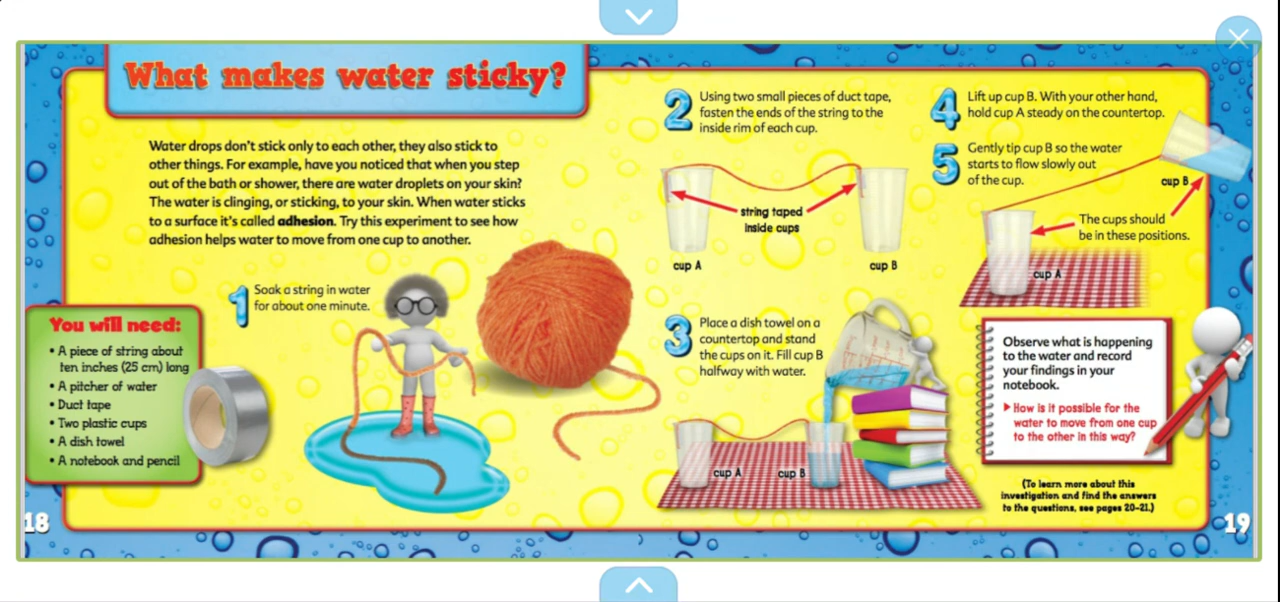 What makes water sticky?
Water drops don't stick only to each other, they also stick to
other things. For example, have you noticed that when you step
out of the bath or shower, there are water droplets on your skin?
The water is clinging, or sticking, to your skin. When water sticks
to a surface it's called adhesion. Try this experiment to see how
adhesion helps water to move from one cup to another.
You will need:
• A piece of string about
ten inches (25 cm) long
• A pitcher of water
• Duct tape
• Two plastic cups
• A dish towel
• A notebook and pencil
1 Soak a string in water
for about one minute.
18
2 Using two small pieces of duct tape,
fasten the ends of the string to the
inside rim of each cup.
string taped
inside cups
cup A
cup B
3 Place a dish towel on a
countertop and stand
the cups on it. Fill cup B
halfway with water.
cup A
cup B
4 Lift up cup B. With your other hand,
hold cup A steady on the countertop.
5 Gently tip cup B so the water
starts to flow slowly out
of the cup.
cup B
The cups should
be in these positions.
cup A
Observe what is happening
to the water and record
your findings in your
notebook.
How is it possible for the
water to move from one cup
to the other in this way?
(To learn more about this
investigation and find the answers
to the questions, see pages 20–21.)
19